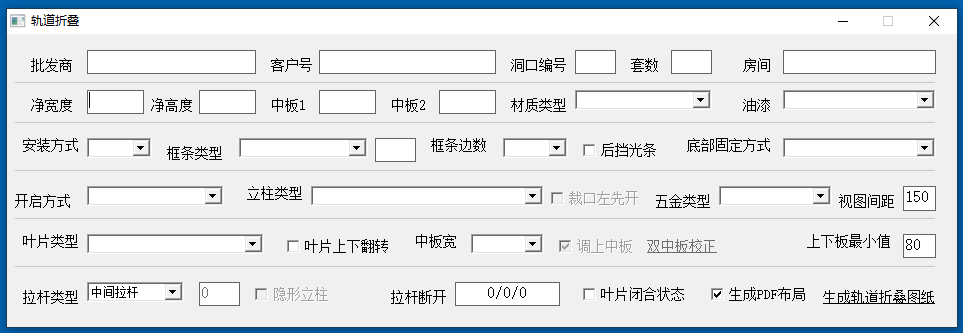 轨道折叠
批发商 客户号 洞口编号 套数 房间
净宽度 净高度 中板1 中板2 材质类型 油漆
安装方式 框条类型 框条边数 后挡光条 底部固定方式
开启方式 立柱类型 裁口左先开 五金类型 视图间距 150
叶片类型 叶片上下翻转 中板宽 调上中板 双中板校正 上下板最小值 80
拉杆类型 中间拉杆 0 隐形立柱 拉杆断开 0/0/0 叶片闭合状态 生成PDF布局 生成轨道折叠图纸